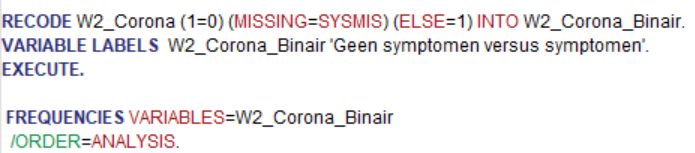 RECODE W2_Corona (1=0) (MISSING=SYSMIS) (ELSE=1) INTO W2_Corona_Binair.
VARIABLE LABELS W2_Corona_Binair 'Geen symptomen versus symptomen'.
EXECUTE.
FREQUENCIES VARIABLES=W2_Corona_Binair
/ORDER=ANALYSIS.